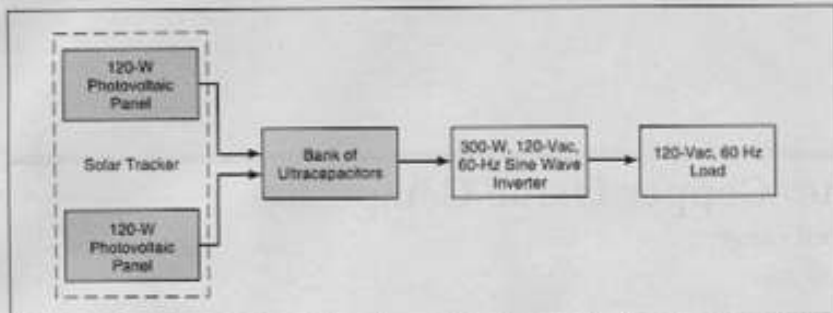 120-W
Photovoltaic
Panel
Solar Tracker
120-W
Photovoltaic
Panel
Bank of
Ultracapacitors
300-W, 120-Vac,
60-Hz Sine Wave
Inverter
120-Vac, 60 Hz
Load